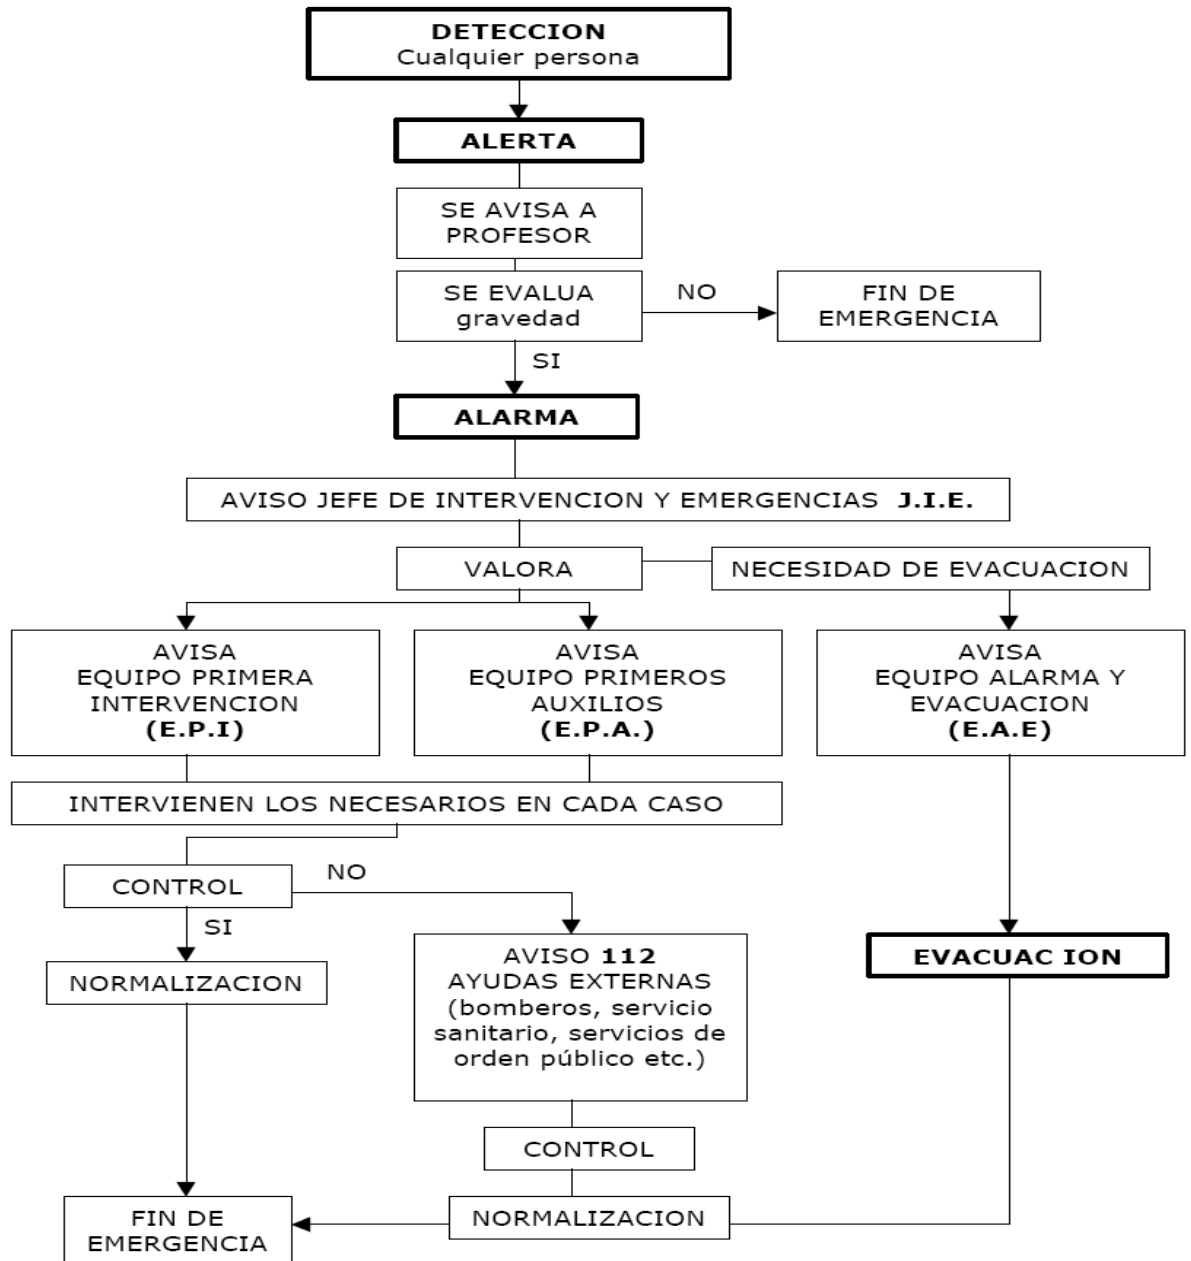 DETECCION
Cualquier persona
ALERTA
SE AVISA A
PROFESOR
SE EVALUA
gravedad
NO
FIN DE
EMERGENCIA
SI
ALARMA
AVISO JEFE DE INTERVENCION Y EMERGENCIAS J.I.E.
VALORA
NECESIDAD DE EVACUACION
AVISA
EQUIPO PRIMERA
INTERVENCION
(E.P.I)
AVISA
EQUIPO PRIMEROS
AUXILIOS
(E.P.A.)
AVISA
EQUIPO ALARMA Y
EVACUACION
(E.A.E)
INTERVIENEN LOS NECESARIOS EN CADA CASO
CONTROL
NO
SI
NORMALIZACION
AVISO 112
AYUDAS EXTERNAS
(bomberos, servicio
sanitario, servicios de
orden público etc.)
EVACUAC ION
CONTROL
NORMALIZACION
FIN DE
EMERGENCIA